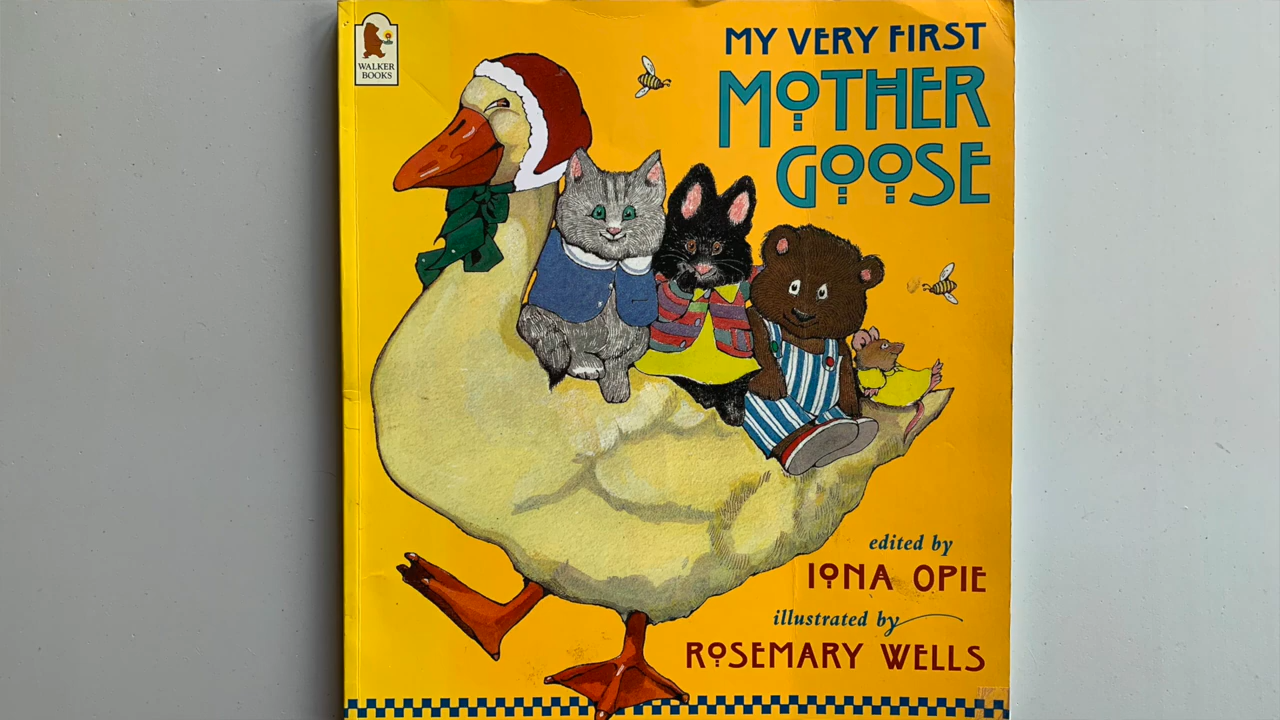 WALKER
BOOKS
MY VERY FIRST
MOTHER
GOOSE
edited by
IONA OPIE
illustrated by
ROSEMARY WELLS